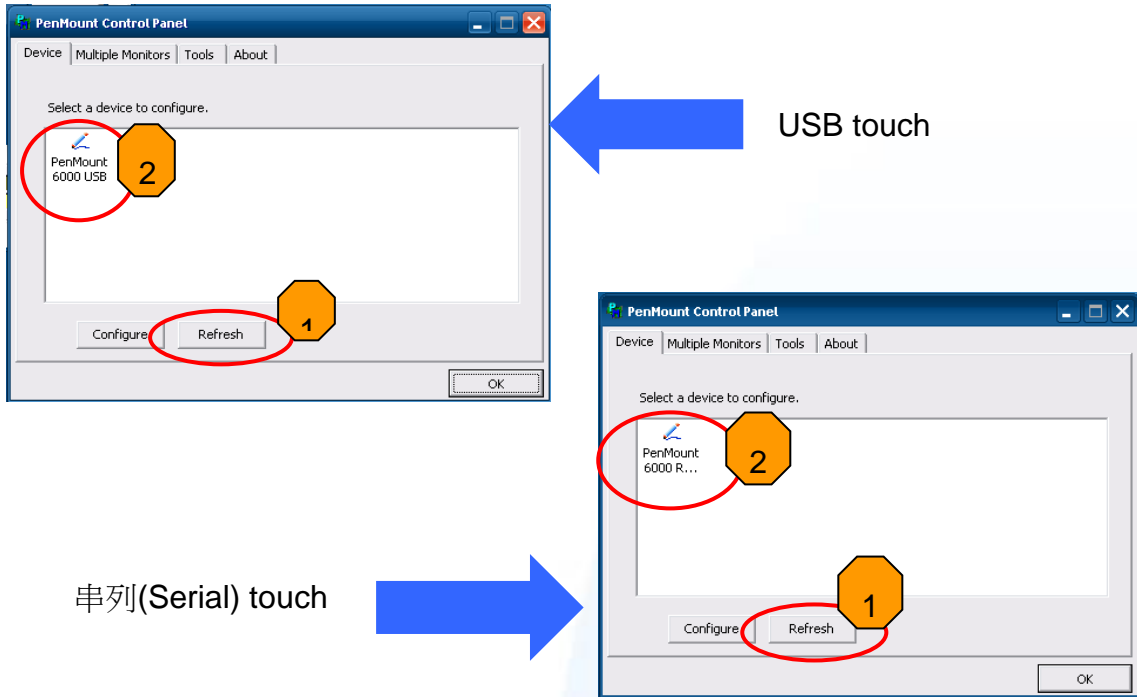 PenMount Control Panel
Device Multiple Monitors Tools About
Select a device to configure.
PenMount
6000 USB
2
1
Configure Refresh
OK
USB touch
PenMount Control Panel
Device Multiple Monitors Tools About
Select a device to configure.
PenMount
6000 R...
2
1
Configure Refresh
OK
串列(Serial) touch